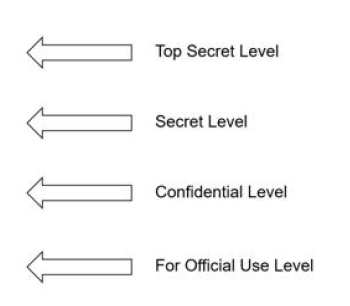 Top Secret Level
Secret Level
Confidential Level
For Official Use Level